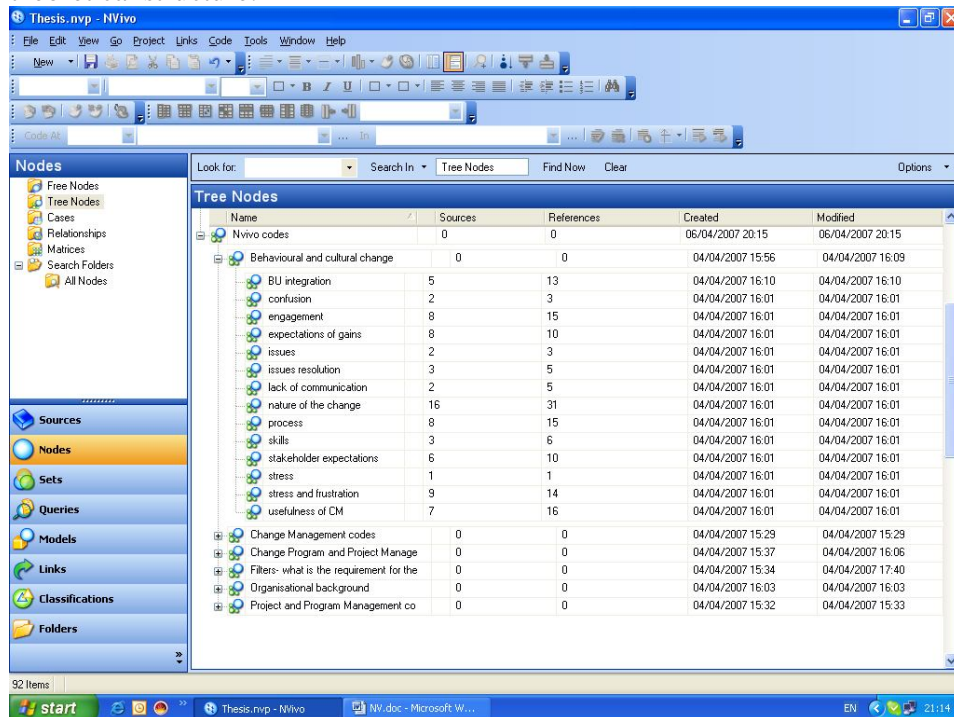 Thesis.nvp - NVivo
File Edit View Go Project Links Code Tools Window Help
New
B I U
Code At In
Nodes
Look for: Search In Tree Nodes Find Now Clear Options
Free Nodes
Tree Nodes
Cases
Relationships
Matrices
Search Folders
All Nodes
Tree Nodes
Name Sources References Created Modified
Nvivo codes 0 0 06/04/2007 20:15 06/04/2007 20:15
Behavioural and cultural change 0 0 04/04/2007 15:56 04/04/2007 16:09
BU integration 5 13 04/04/2007 16:10 04/04/2007 16:10
confusion 2 3 04/04/2007 16:01 04/04/2007 16:01
engagement 8 15 04/04/2007 16:01 04/04/2007 16:01
expectations of gains 8 10 04/04/2007 16:01 04/04/2007 16:01
issues 2 3 04/04/2007 16:01 04/04/2007 16:01
issues resolution 3 5 04/04/2007 16:01 04/04/2007 16:01
lack of communication 2 5 04/04/2007 16:01 04/04/2007 16:01
nature of the change 16 31 04/04/2007 16:01 04/04/2007 16:01
process 8 15 04/04/2007 16:01 04/04/2007 16:01
skills 3 6 04/04/2007 16:01 04/04/2007 16:01
stakeholder expectations 6 10 04/04/2007 16:01 04/04/2007 16:01
stress 1 1 04/04/2007 16:01 04/04/2007 16:01
stress and frustration 9 14 04/04/2007 16:01 04/04/2007 16:01
usefulness of CM 7 16 04/04/2007 16:01 04/04/2007 16:01
Change Management codes 0 0 04/04/2007 15:29 04/04/2007 15:29
Change Program and Project Manage 0 0 04/04/2007 15:37 04/04/2007 16:06
Filters- what is the requirement for the 0 0 04/04/2007 15:34 04/04/2007 17:40
Organisational background 0 0 04/04/2007 16:03 04/04/2007 16:03
Project and Program Management co 0 0 04/04/2007 15:32 04/04/2007 15:33
Sources
Nodes
Sets
Queries
Models
Links
Classifications
Folders
92 Items
start Thesis.nvp - NVivo NV.doc - Microsoft W... EN 21:14